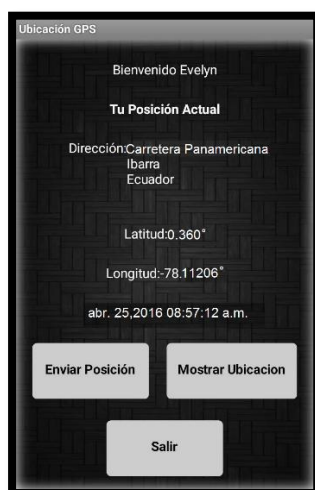 Ubicación GPS
Bienvenido Evelyn
Tu Posición Actual
Dirección:Carretera Panamericana
Ibarra
Ecuador
Latitud:0.360°
Longitud:-78.11206°
abr. 25,2016 08:57:12 a.m.
Enviar Posición
Mostrar Ubicacion
Salir